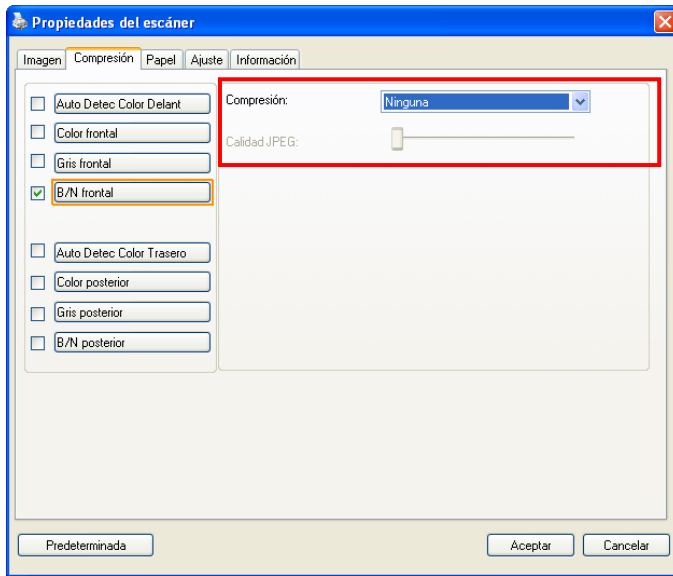 Propiedades del escáner
Imagen Compresión Papel Ajuste Información
Auto Detec Color Delant
Color frontal
Gris frontal
B/N frontal
Auto Detec Color Trasero
Color posterior
Gris posterior
B/N posterior
Compresión: Ninguna
Calidad JPEG:
Predeterminada Aceptar Cancelar